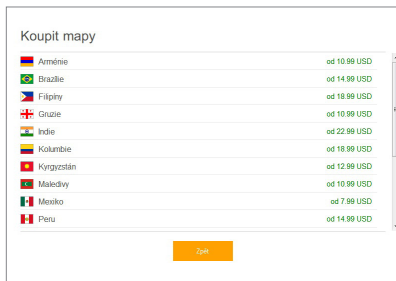 Koupit mapy
Arménie od 10.99 USD
Brazílie od 14.99 USD
Filipíny od 18.99 USD
Gruzie od 10.99 USD
Indie od 22.99 USD
Kolumbie od 18.99 USD
Kyrgyzstán od 12.99 USD
Maledivy od 10.99 USD
Mexiko od 7.99 USD
Peru od 14.99 USD
Zpět